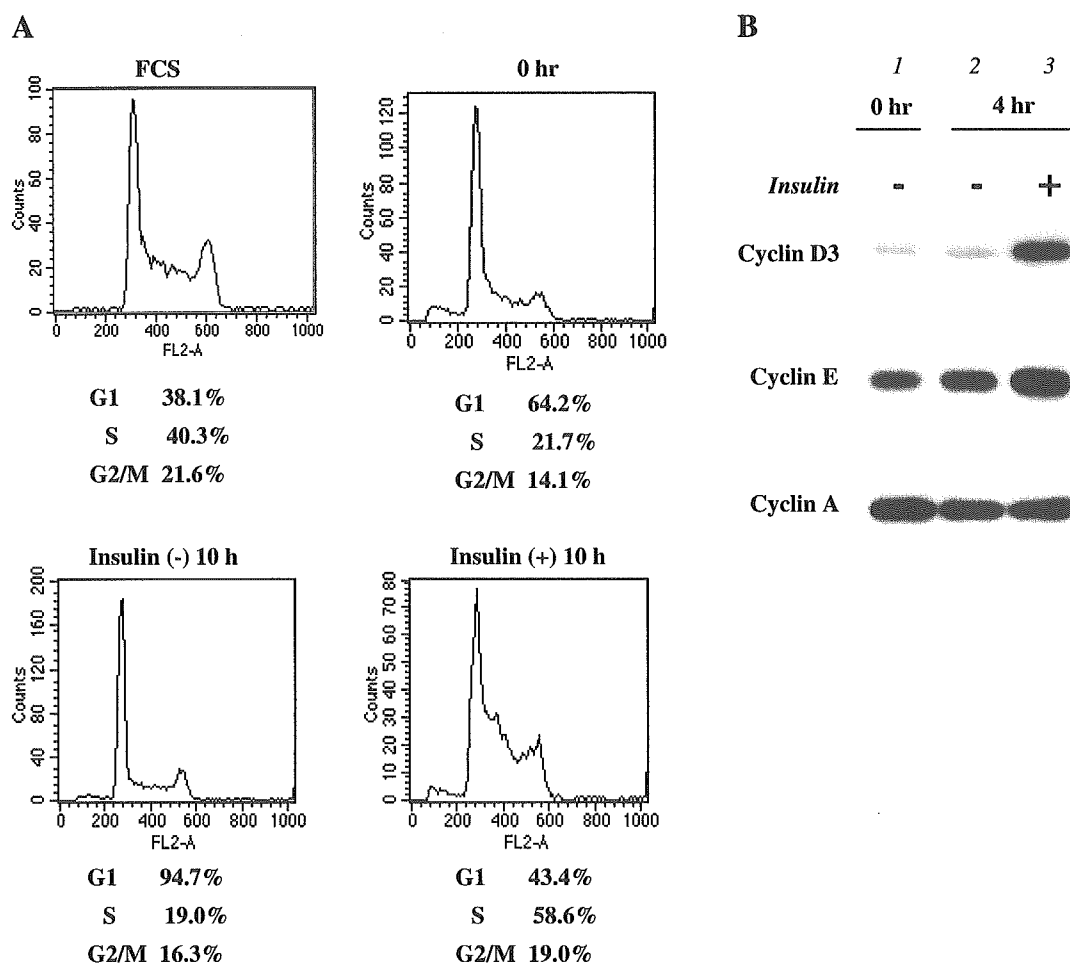 A
FCS
100
80
60
40
20
0
Counts
0 200 400 600 800 1000
FL2-A
G1 38.1%
S 40.3%
G2/M 21.6%
0 hr
120
100
80
60
40
20
0
Counts
0 200 400 600 800 1000
FL2-A
G1 64.2%
S 21.7%
G2/M 14.1%
Insulin (-) 10 h
200
160
120
80
40
0
Counts
0 200 400 600 800 1000
FL2-A
G1 94.7%
S 19.0%
G2/M 16.3%
Insulin (+) 10 h
80
70
60
50
40
30
20
10
0
Counts
0 200 400 600 800 1000
FL2-A
G1 43.4%
S 58.6%
G2/M 19.0%
B
1 2 3
0 hr 4 hr
Insulin - - +
Cyclin D3
Cyclin E
Cyclin A